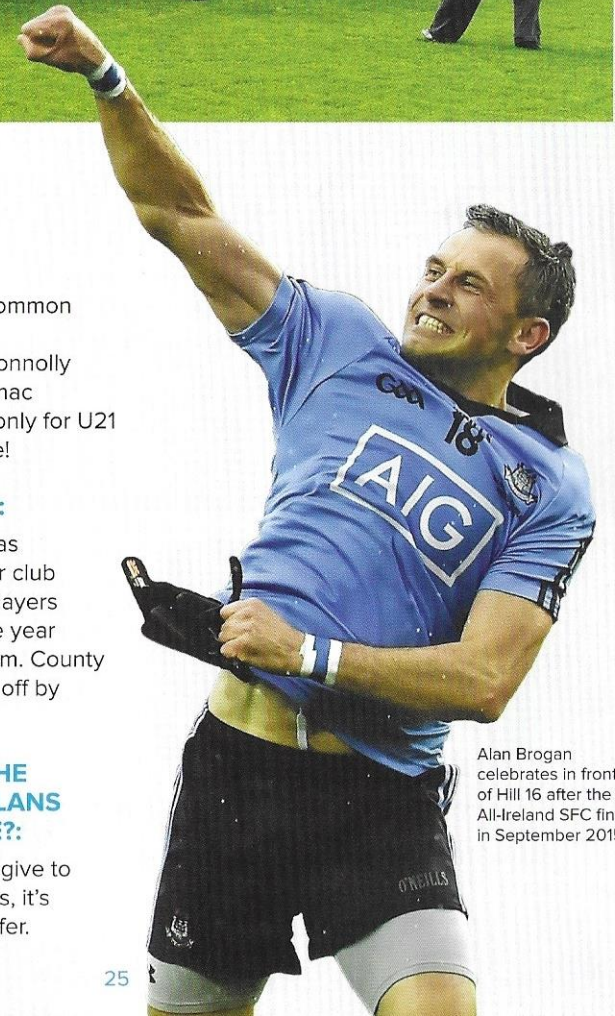 ommon
onnolly
nac
only for U21
e!
:
as
r club
ayers
e year
m. County
off by
HE
LANS
E?:
give to
s, it's
fer.
25
GAA
18
AIG
O'NEILLS
Alan Brogan
celebrates in front
of Hill 16 after the
All-Ireland SFC fin
in September 2015